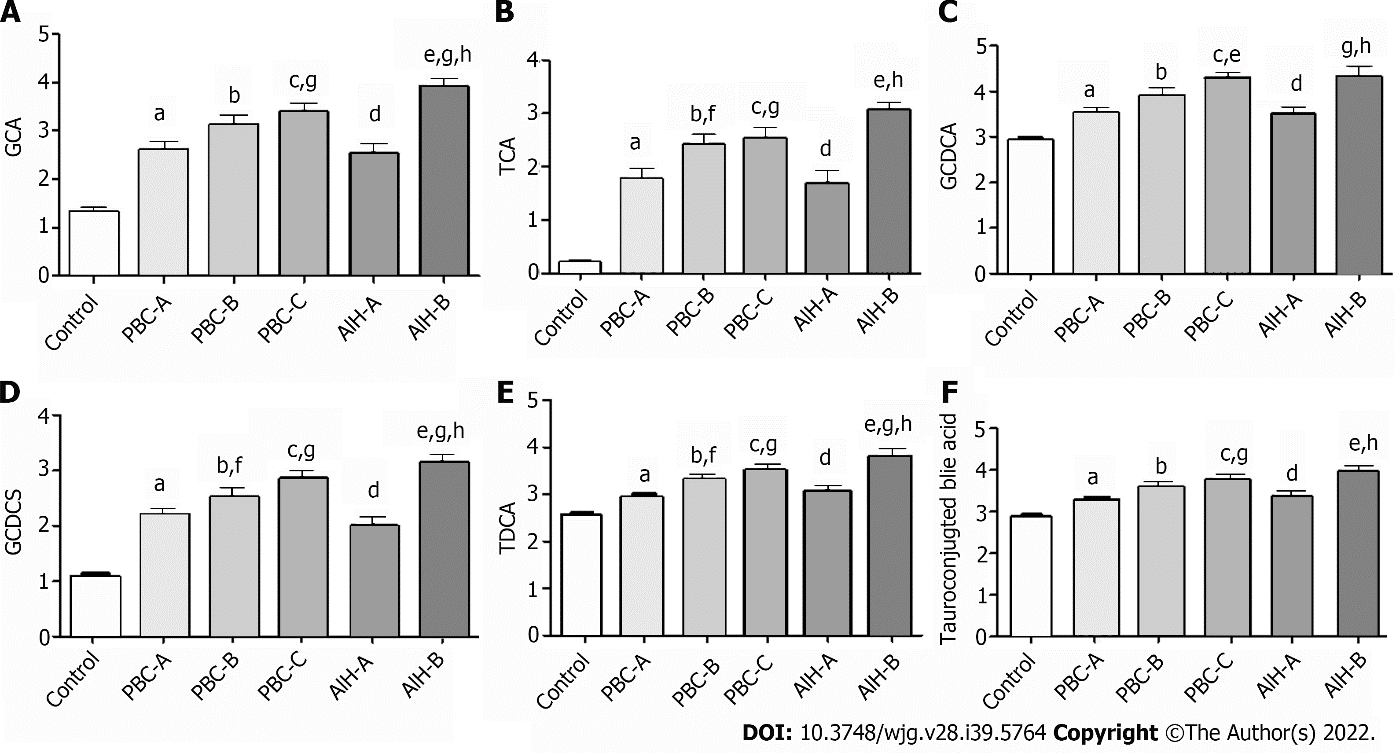 A
GCA
5
4
3
2
1
0
a
b
c,g
d
e,g,h
Control
PBC-A
PBC-B
PBC-C
AIH-A
AIH-B
B
TCA
4
3
2
1
0
a
b,f
c,g
d
e,h
Control
PBC-A
PBC-B
PBC-C
AIH-A
AIH-B
C
GCDCA
5
4
3
2
1
0
a
b
c,e
d
g,h
Control
PBC-A
PBC-B
PBC-C
AIH-A
AIH-B
D
GCDCS
4
3
2
1
0
a
b,f
c,g
d
e,g,h
Control
PBC-A
PBC-B
PBC-C
AIH-A
AIH-B
E
TDCA
5
4
3
2
1
0
a
b,f
c,g
d
e,g,h
Control
PBC-A
PBC-B
PBC-C
AIH-A
AIH-B
F
Tauroconjugted blie acid
5
4
3
2
1
0
a
b
c,g
d
e,h
Control
PBC-A
PBC-B
PBC-C
AIH-A
AIH-B
DOI: 10.3748/wjg.v28.i39.5764 Copyright ©The Author(s) 2022.